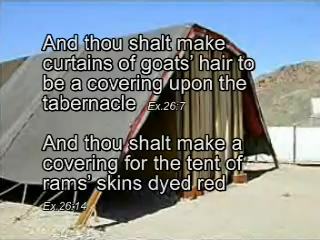 And thou shalt make
curtains of goats' hair to
be a covering upon the
tabernacle Ex.26:7
And thou shalt make a
covering for the tent of
rams' skins dyed red
Ex.26:14